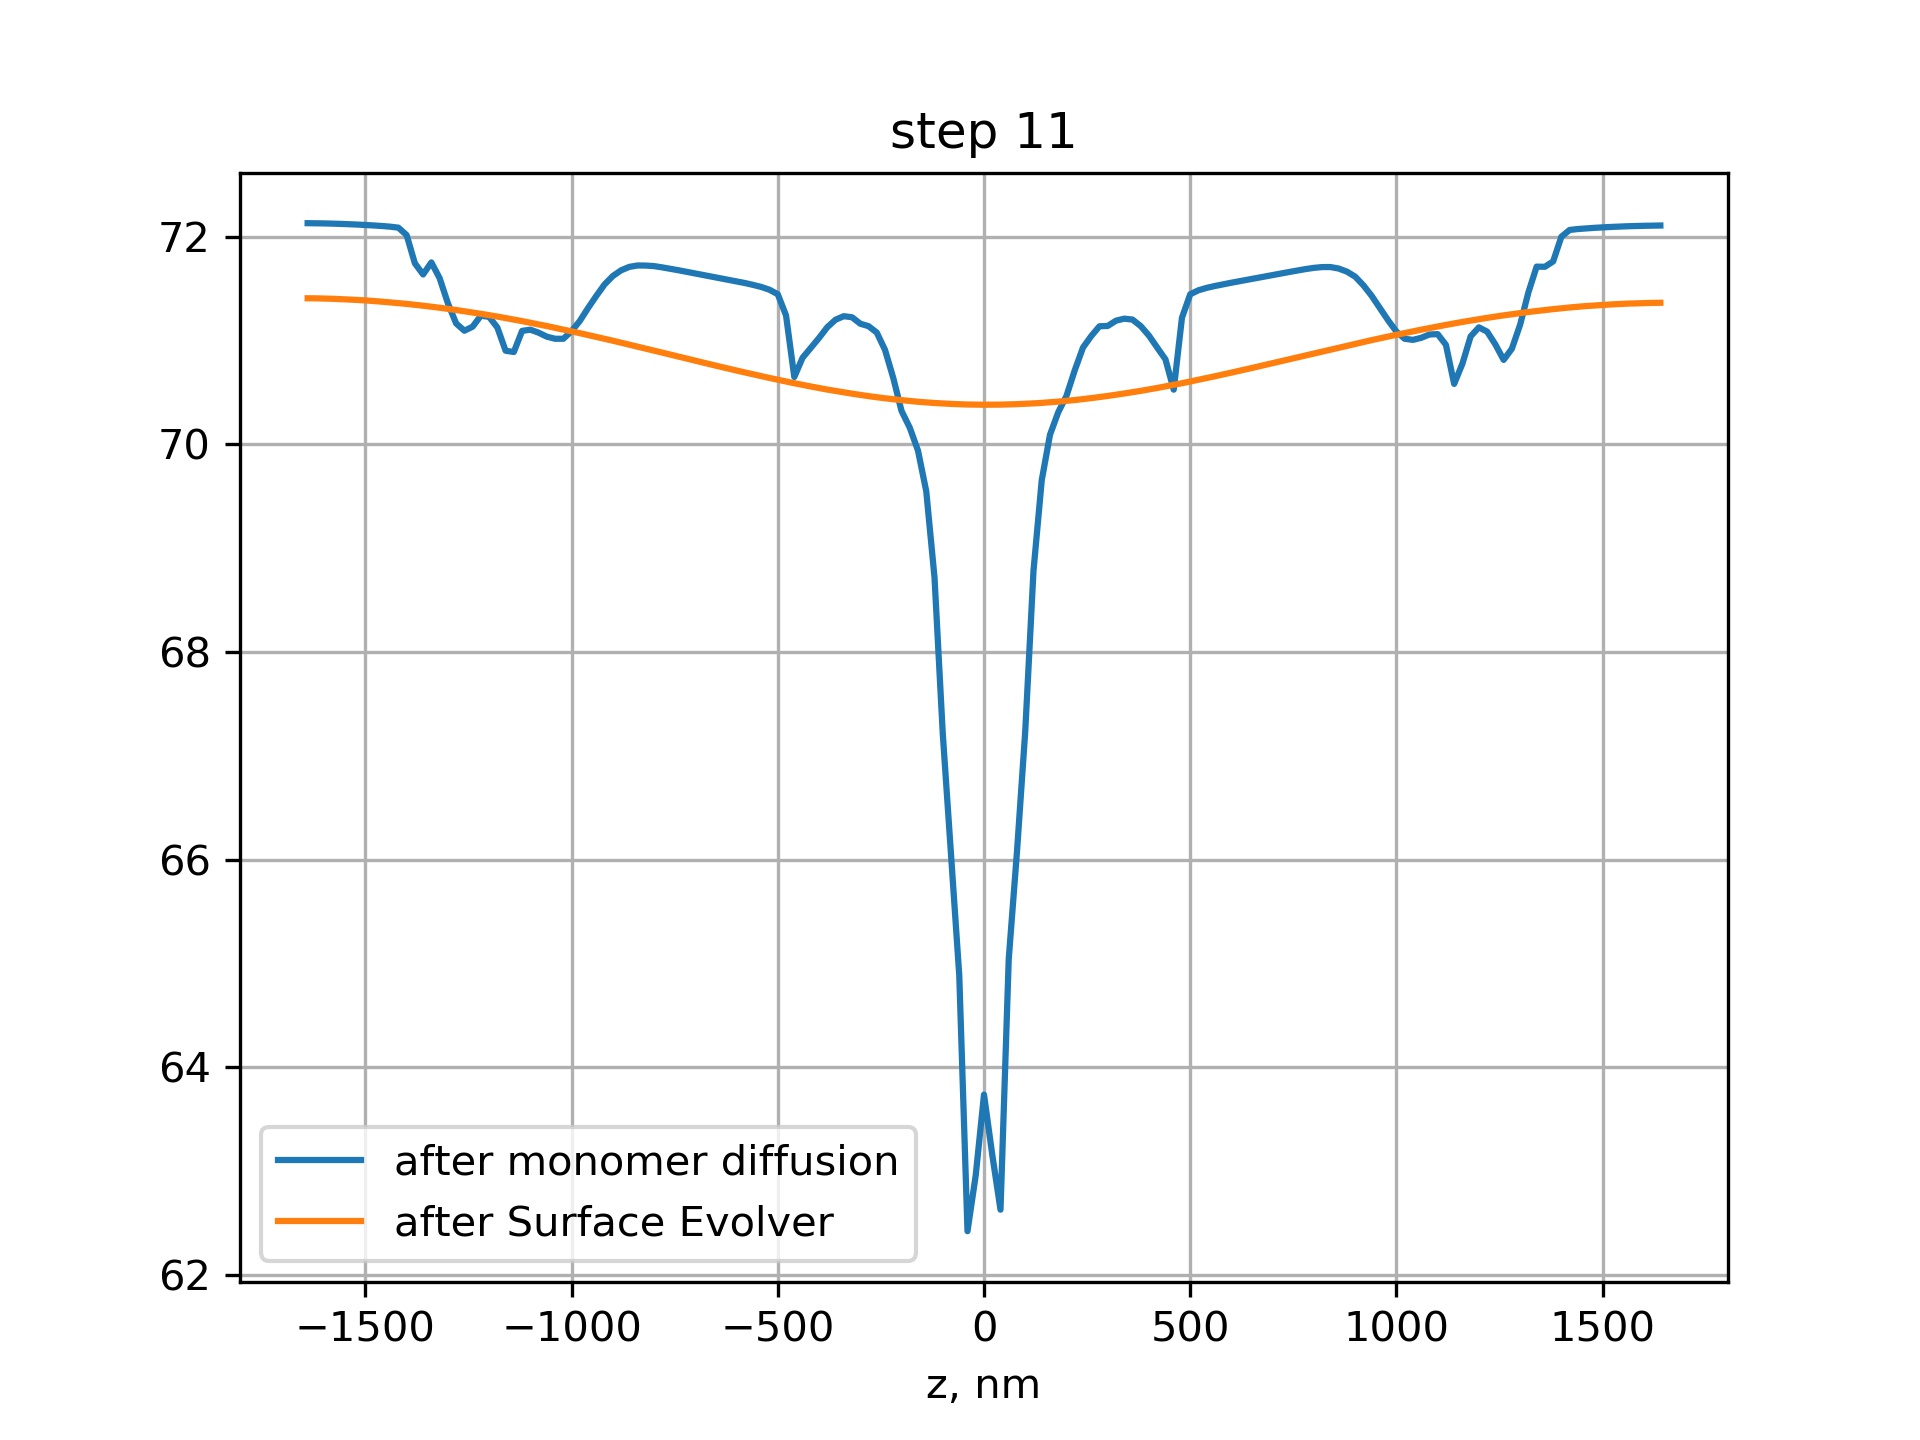 step 11
72
70
68
66
64
62
after monomer diffusion
after Surface Evolver
−1500 −1000 −500 0 500 1000 1500
z, nm